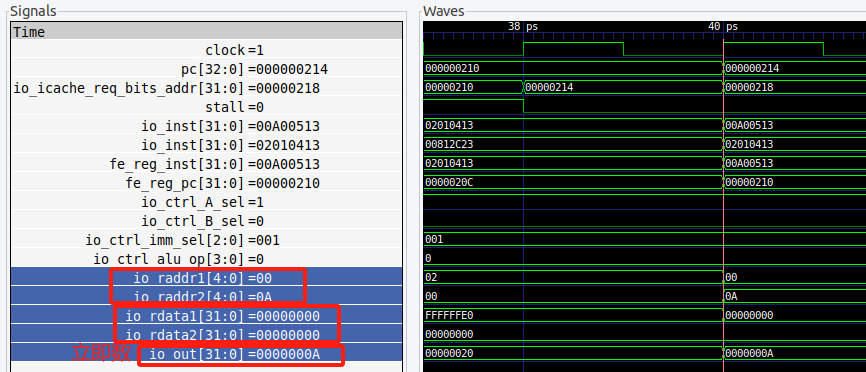 Signals
Waves
Time
clock=1
pc[32:0]=000000214
io_icache_req_bits_addr[31:0]=00000218
stall=0
io_inst[31:0]=00A00513
io_inst[31:0]=02010413
fe_reg_inst[31:0]=00A00513
fe_reg_pc[31:0]=00000210
io_ctrl_A_sel=1
io_ctrl_B_sel=0
io_ctrl_imm_sel[2:0]=001
io_ctrl_alu_op[3:0]=0
io_raddr1[4:0]=00
io_raddr2[4:0]=0A
io_rdata1[31:0]=00000000
io_rdata2[31:0]=00000000
立即数 io_out[31:0]=0000000A
38 ps 40 ps
000000210 000000214
00000210 00000214 00000218
02010413 00A00513
00812C23 02010413
02010413 00A00513
0000020C 00000210
001
0
02 00
00 0A
FFFFFFE0 00000000
00000000
00000020 0000000A